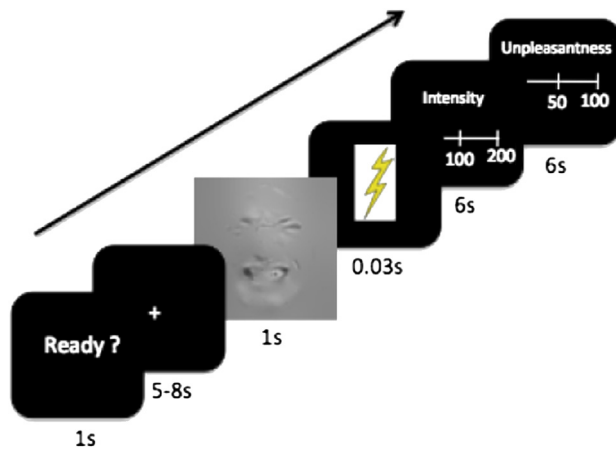 Ready ?
1s
+
5-8s
1s
0.03s
Intensity
100 200
6s
Unpleasantness
50 100
6s